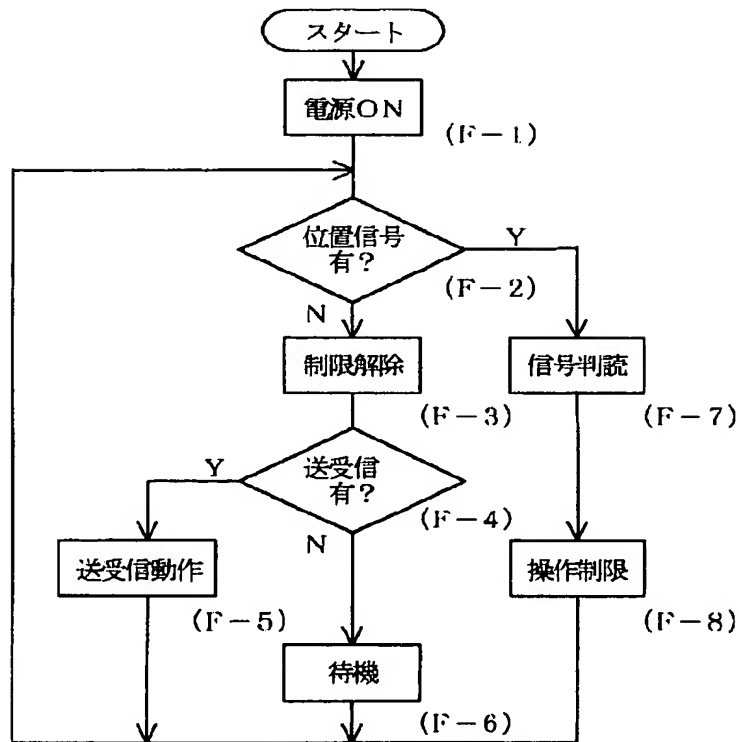 スタート
電源ON
(F-1)
位置信号
有?
Y
(F-2)
N
制限解除
信号判読
(F-3)
(F-7)
送受信
有?
Y
(F-4)
N
送受信動作
操作制限
(F-5)
(F-8)
待機
(F-6)